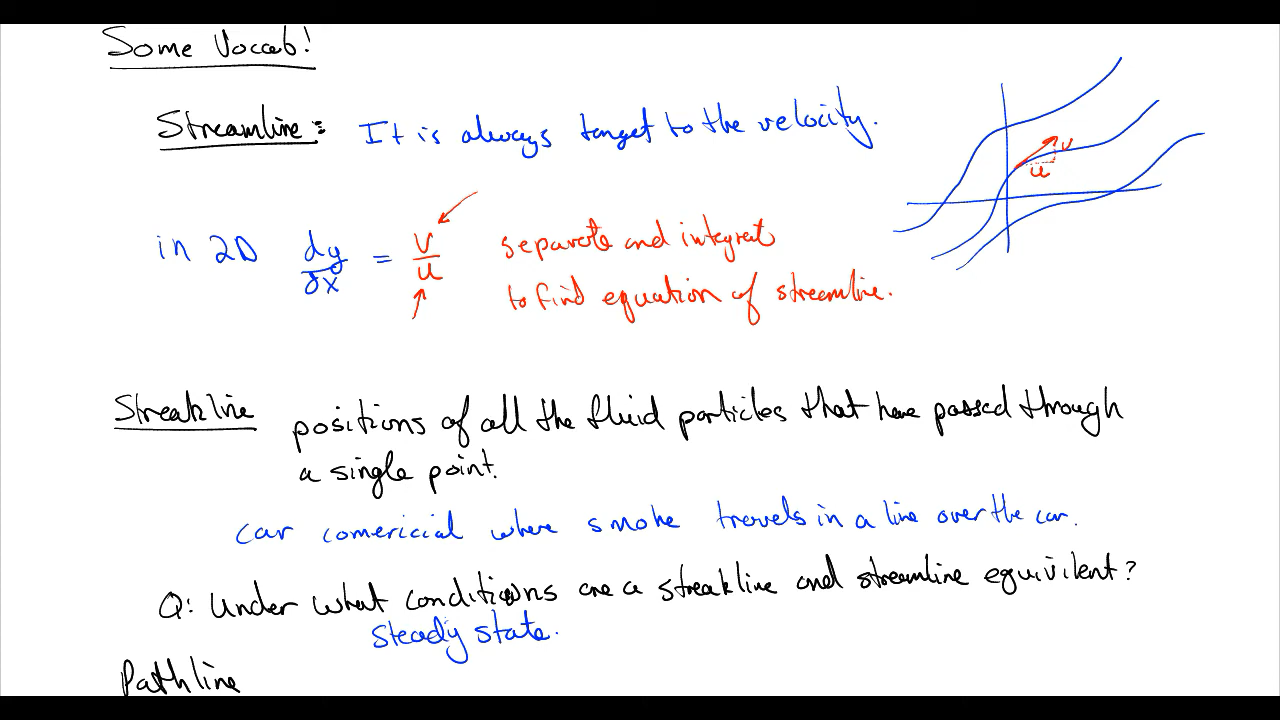 Some Vocab!
Streamline: It is always tanget to the velocity.
v
u
in 2D dy/dx = v/u separate and integrate
to find equation of streamline.
Streakline positions of all the fluid particles that have passed through
a single point.
car comericial where smoke travels in a line over the car.
Q: Under what conditions are a streakline and streamline equivilent?
steady state.
Pathline